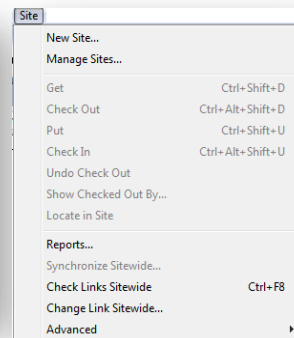 Site
New Site...
Manage Sites...
Get Ctrl+Shift+D
Check Out Ctrl+Alt+Shift+D
Put Ctrl+Shift+U
Check In Ctrl+Alt+Shift+U
Undo Check Out
Show Checked Out By...
Locate in Site
Reports...
Synchronize Sitewide...
Check Links Sitewide Ctrl+F8
Change Link Sitewide...
Advanced